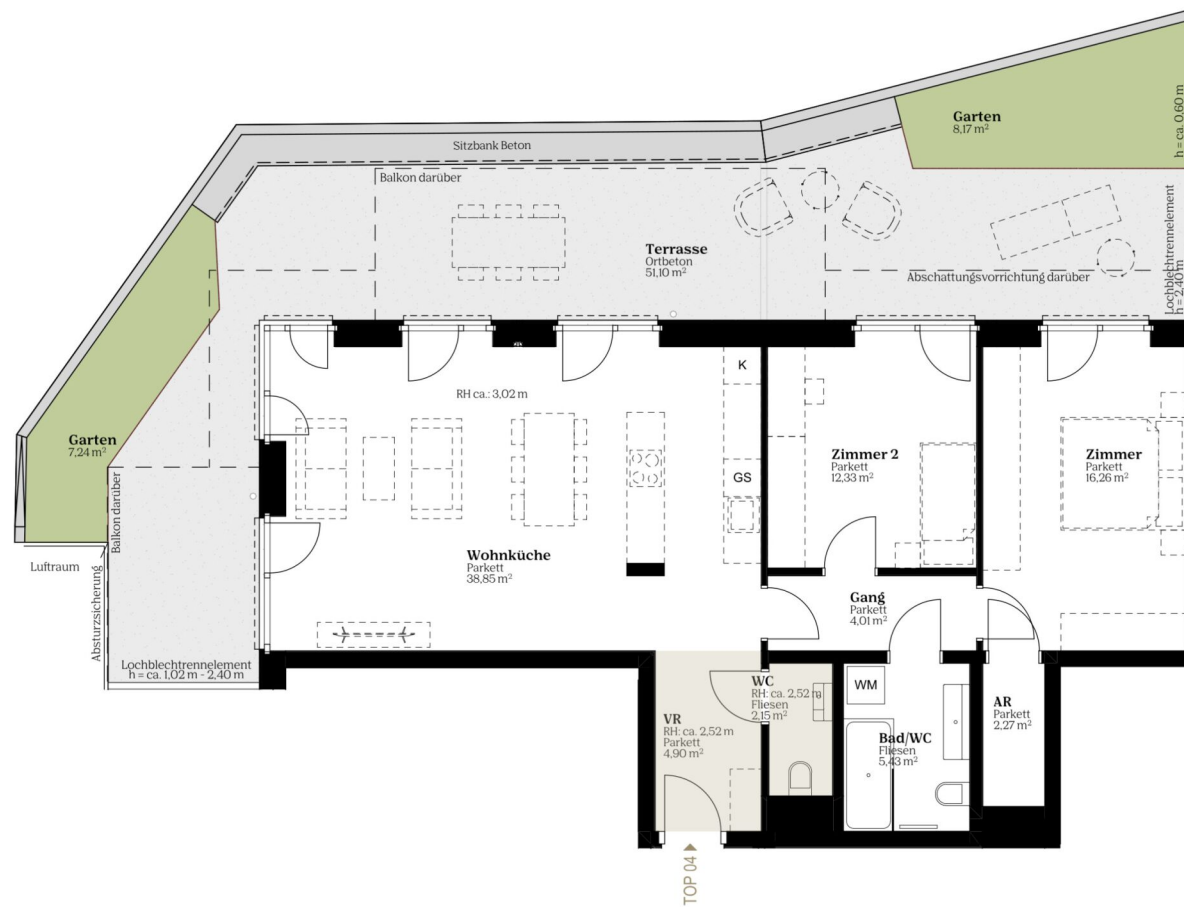 Garten
8,17 m²
h = ca. 0,60 m
Sitzbank Beton
Balkon darüber
Terrasse
Ortbeton
51,10 m²
Abschattungsvorrichtung darüber
Lochblechtrennelement
h = 2,40 m
RH ca.: 3,02 m
K
Garten
7,24 m²
Zimmer 2
Parkett
12,33 m²
Zimmer
Parkett
16,26 m²
GS
Balkon darüber
Wohnküche
Parkett
38,85 m²
Luftraum
Absturzsicherung
Gang
Parkett
4,01 m²
Lochblechtrennelement
h = ca. 1,02 m - 2,40 m
WC
RH: ca. 2,52 m
Fliesen
2,15 m²
WM
VR
RH: ca. 2,52 m
Parkett
4,90 m²
AR
Parkett
2,27 m²
Bad/WC
Fliesen
5,43 m²
TOP 04